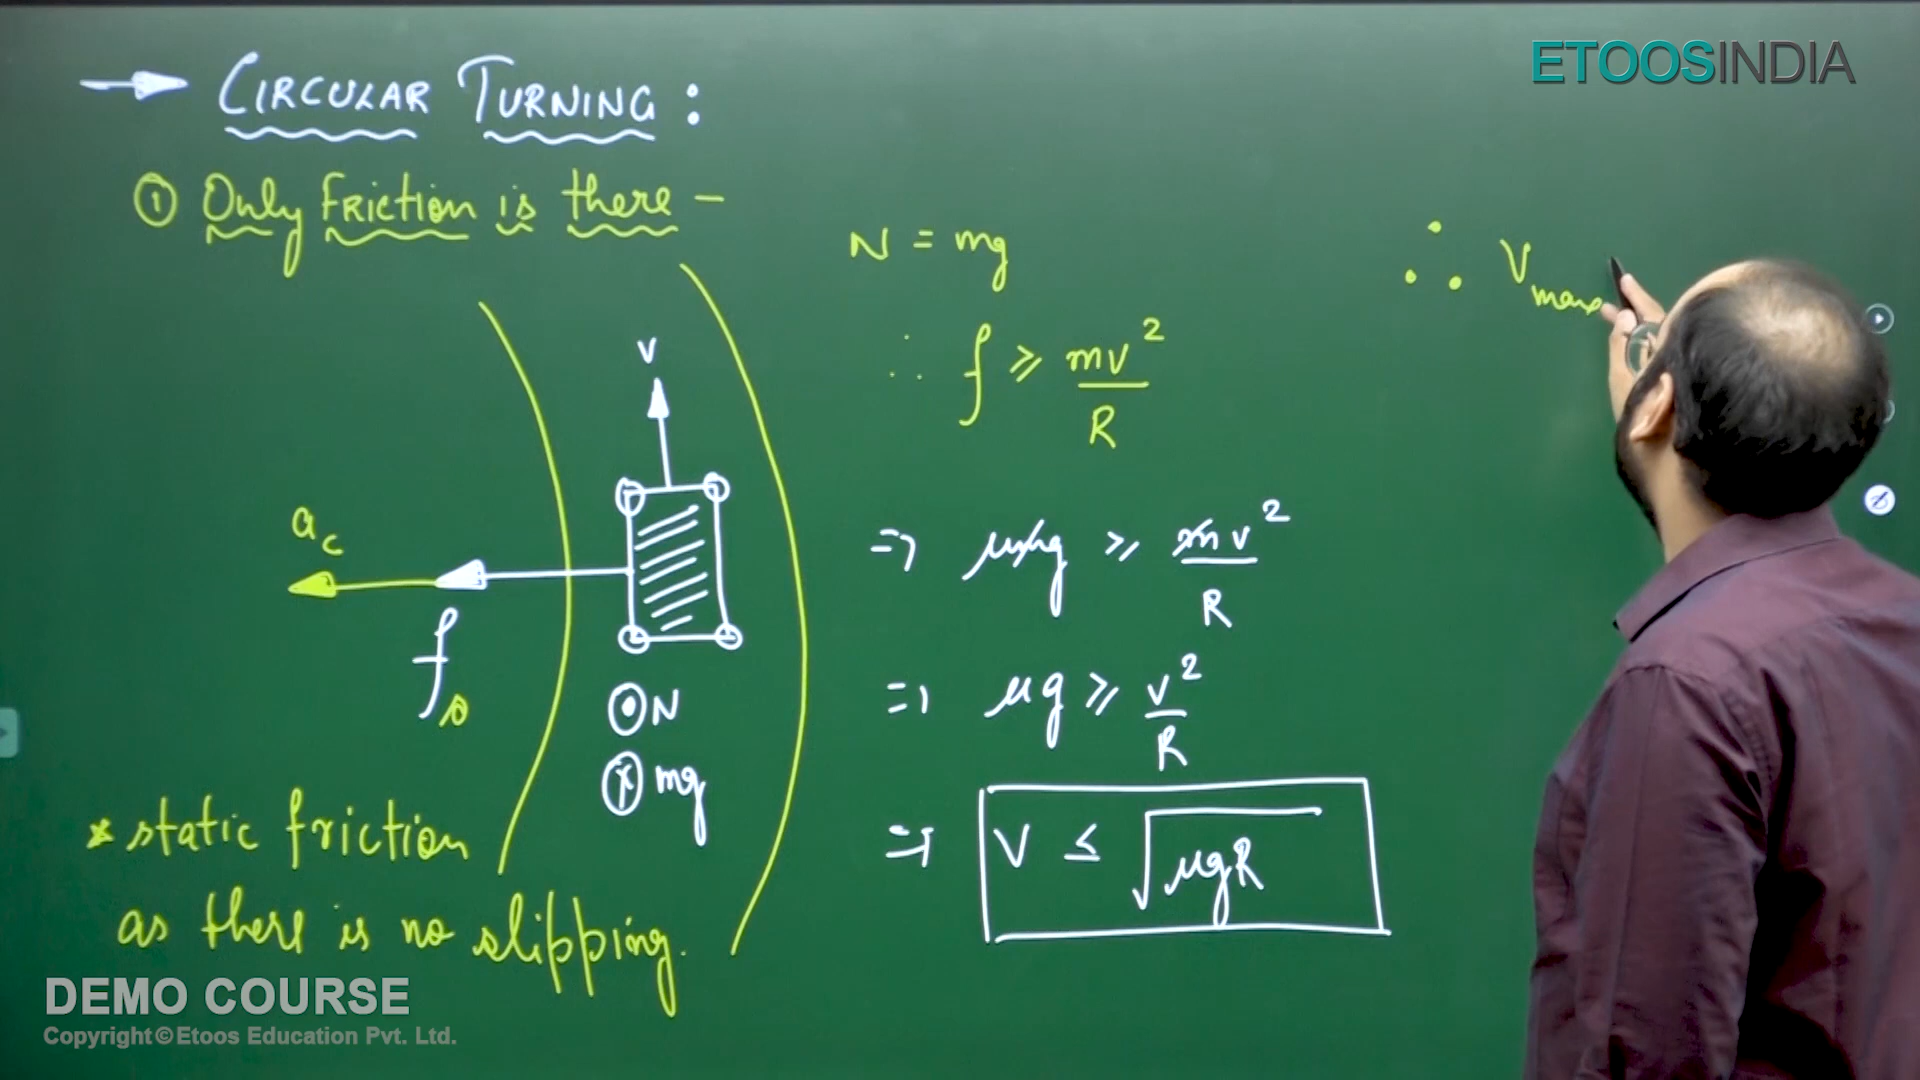 ETOOSINDIA
→ CIRCULAR TURNING:
① Only FRICTION is there -
N = mg
∴ f ⩾ mv²/R
⇒ μmg ⩾ mv²/R
⇒ μg ⩾ v²/R
⇒ V ≤ √μgR
∴ Vmax
v
ac
fs
⊙ N
⊗ mg
* static friction
as there is no slipping.
DEMO COURSE
Copyright © Etoos Education Pvt. Ltd.